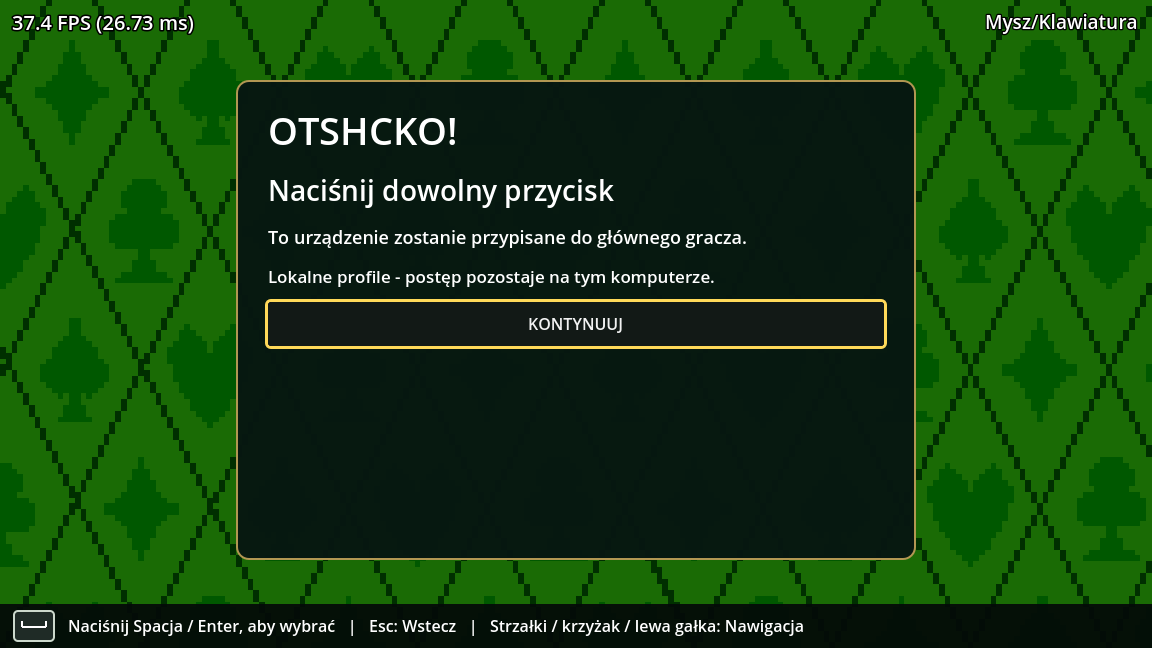 37.4 FPS (26.73 ms)
Mysz/Klawiatura
OTSHCKO!
Naciśnij dowolny przycisk
To urządzenie zostanie przypisane do głównego gracza.
Lokalne profile - postęp pozostaje na tym komputerze.
KONTYNUUJ
Naciśnij Spacja / Enter, aby wybrać | Esc: Wstecz | Strzałki / krzyżak / lewa gałka: Nawigacja